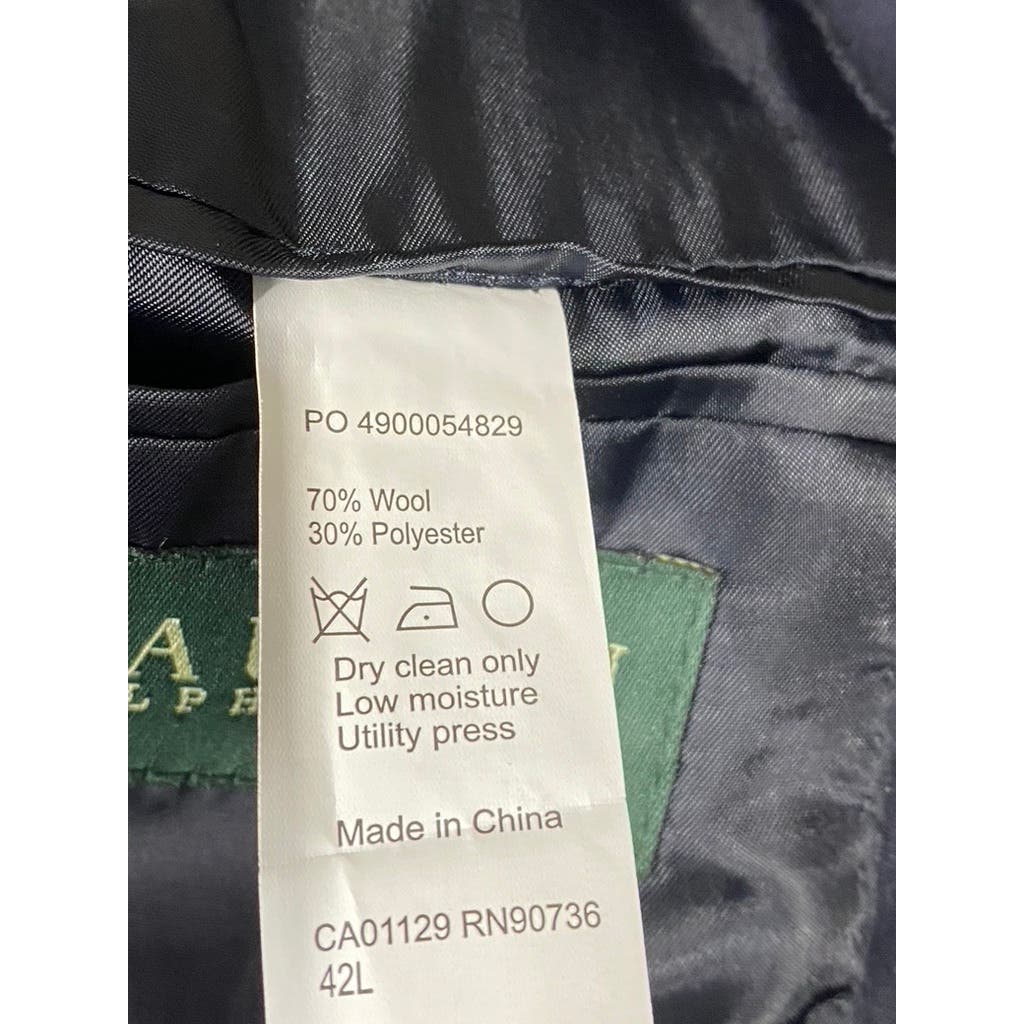 PO 4900054829
70% Wool
30% Polyester
Dry clean only
Low moisture
Utility press
Made in China
CA01129 RN90736
42L